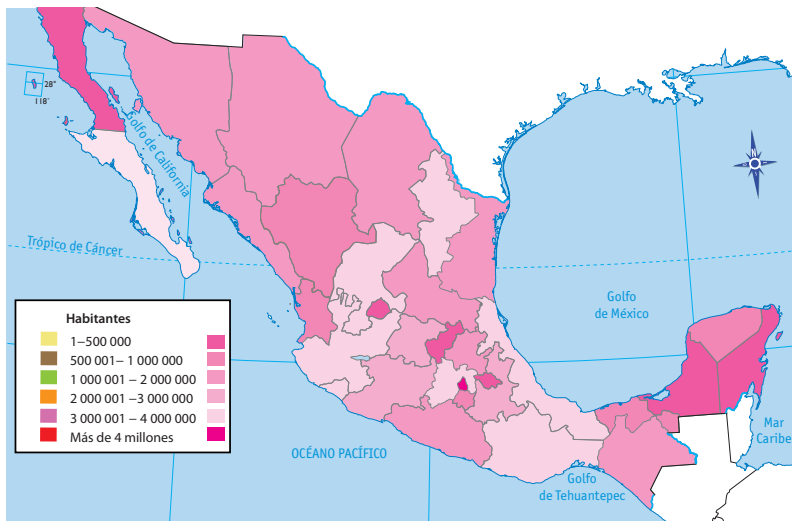 28°
118°
Golfo de California
N
Trópico de Cáncer
Golfo
de México
Habitantes
1–500 000
500 001– 1 000 000
1 000 001 – 2 000 000
2 000 001 –3 000 000
3 000 001 – 4 000 000
Más de 4 millones
Mar
Caribe
OCÉANO PACÍFICO
Golfo
de Tehuantepec